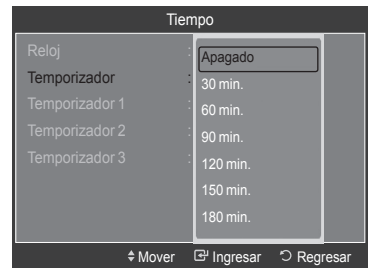 Tiempo
Reloj :
Temporizador :
Temporizador 1 :
Temporizador 2 :
Temporizador 3 :
Apagado
30 min.
60 min.
90 min.
120 min.
150 min.
180 min.
Mover Ingresar Regresar